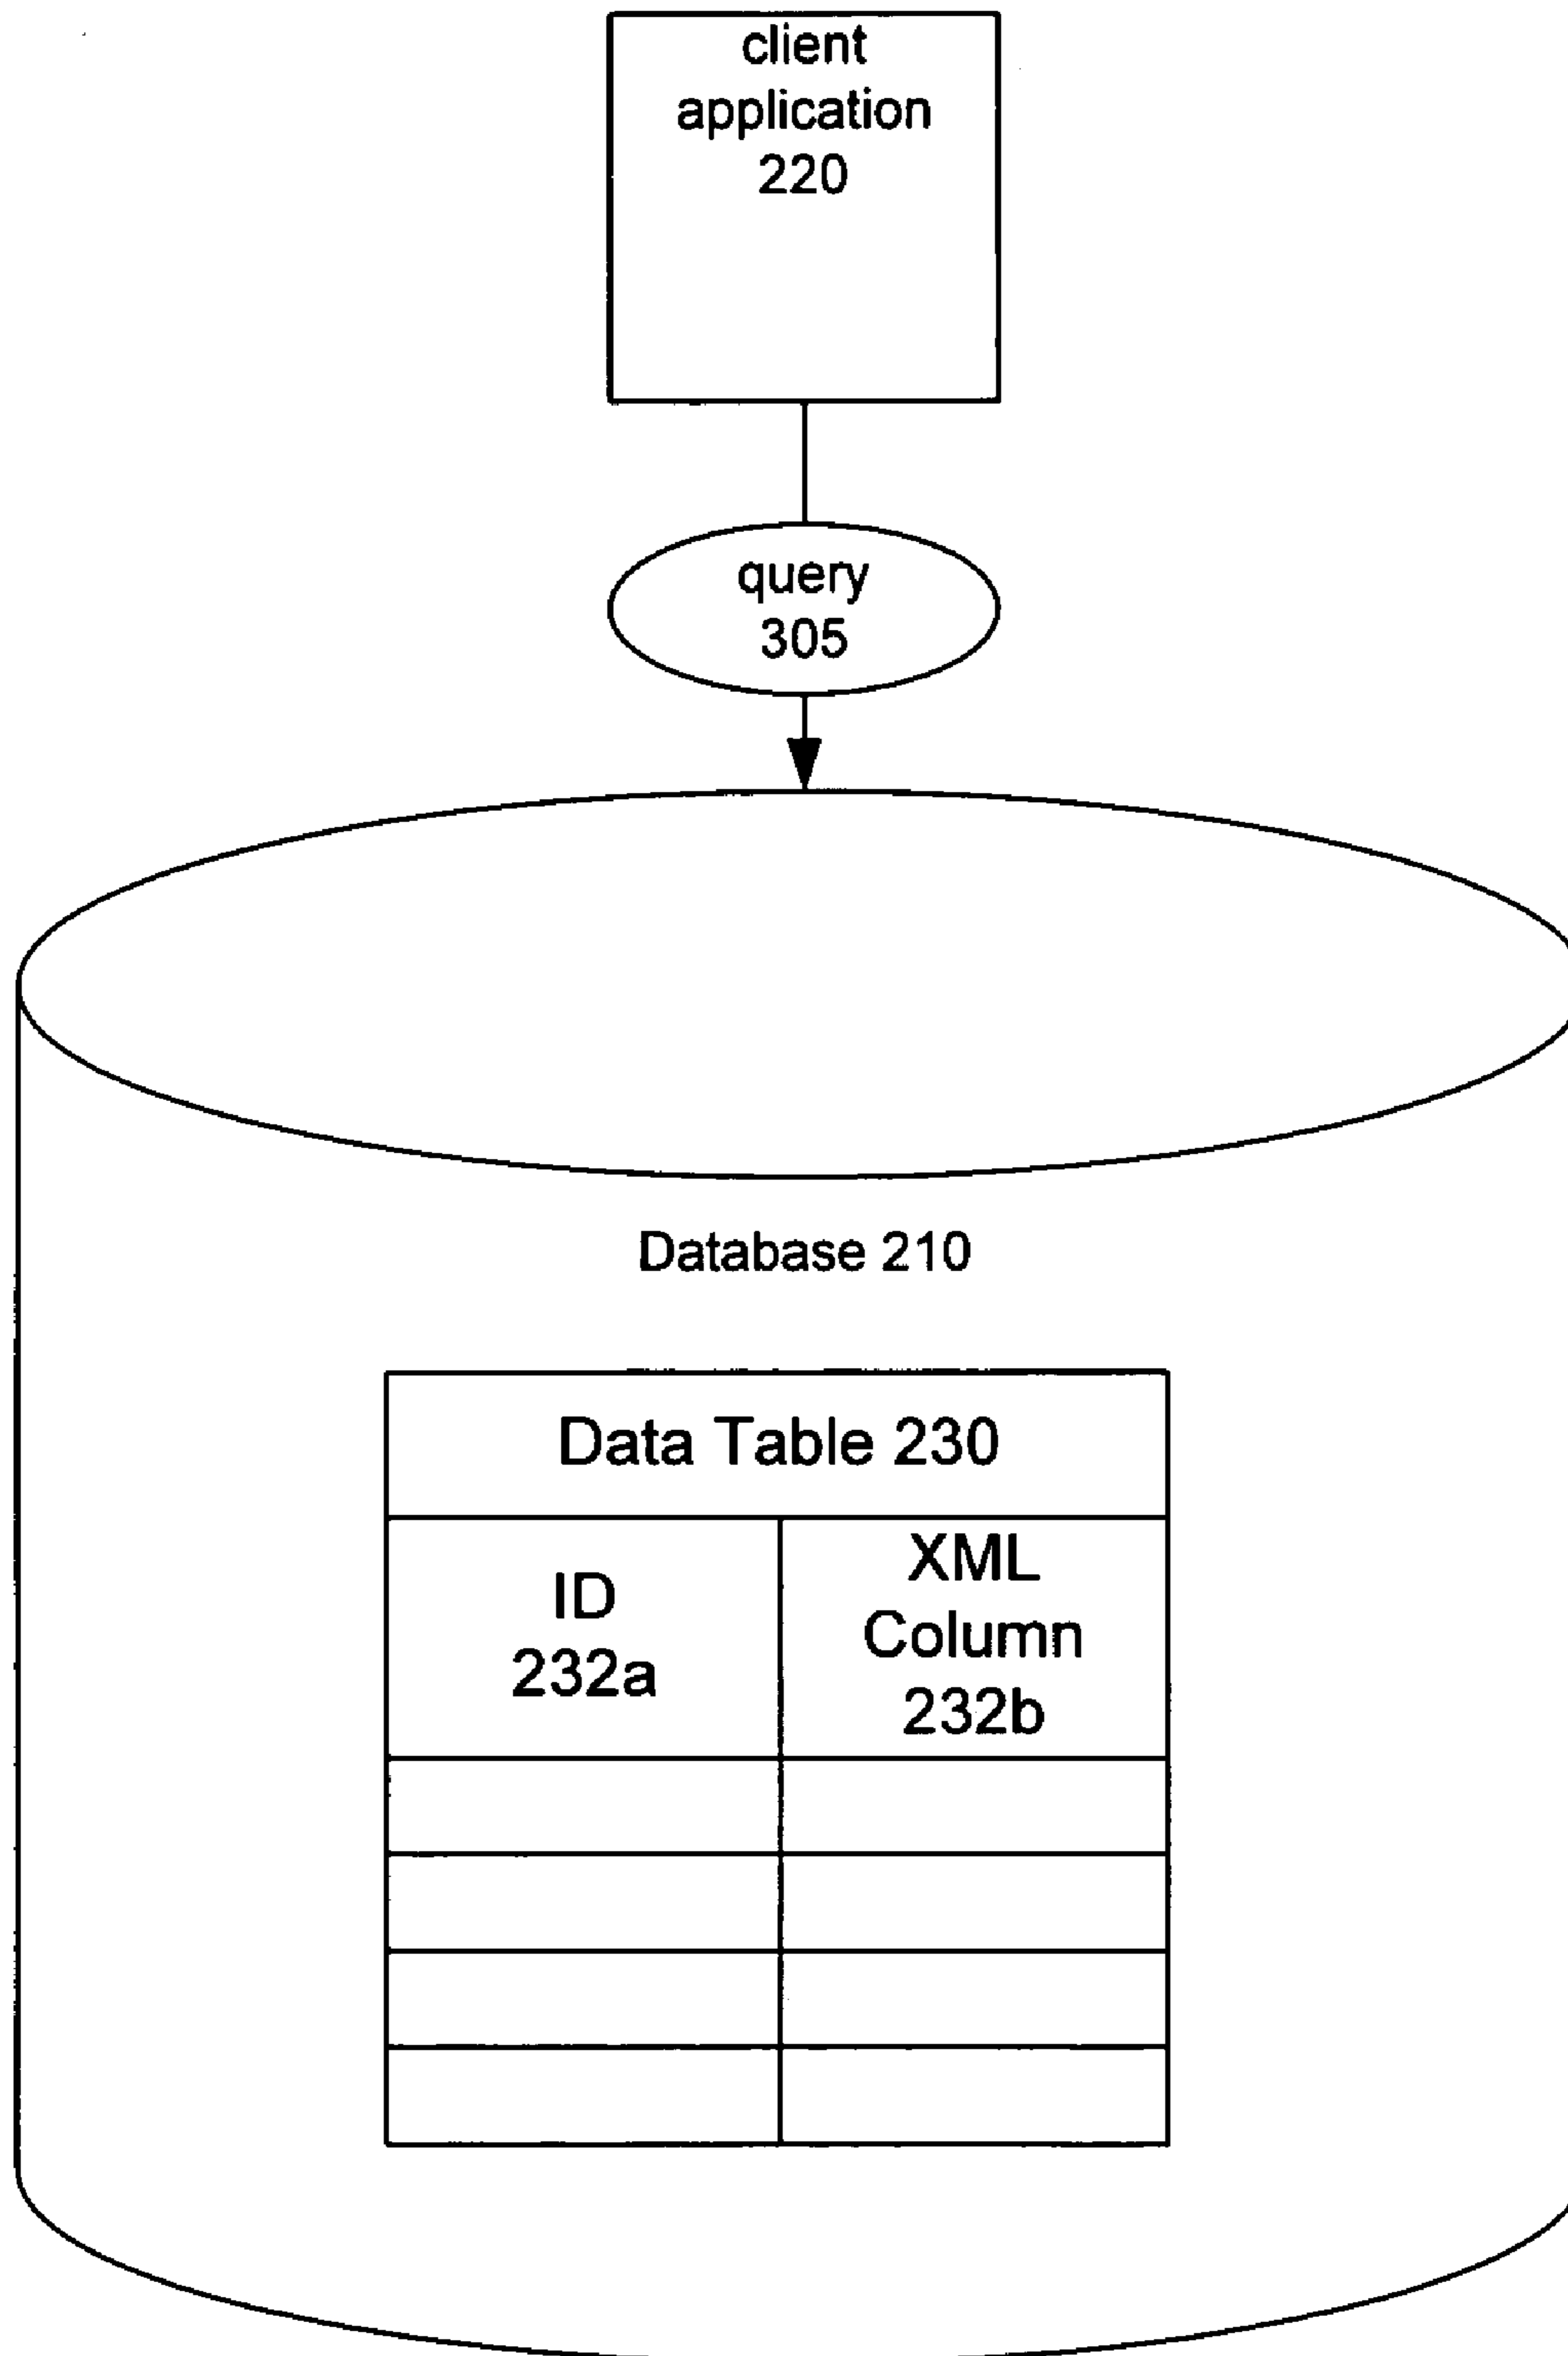 client
application
220
query
305
Database 210
Data Table 230
ID
232a
XML
Column
232b